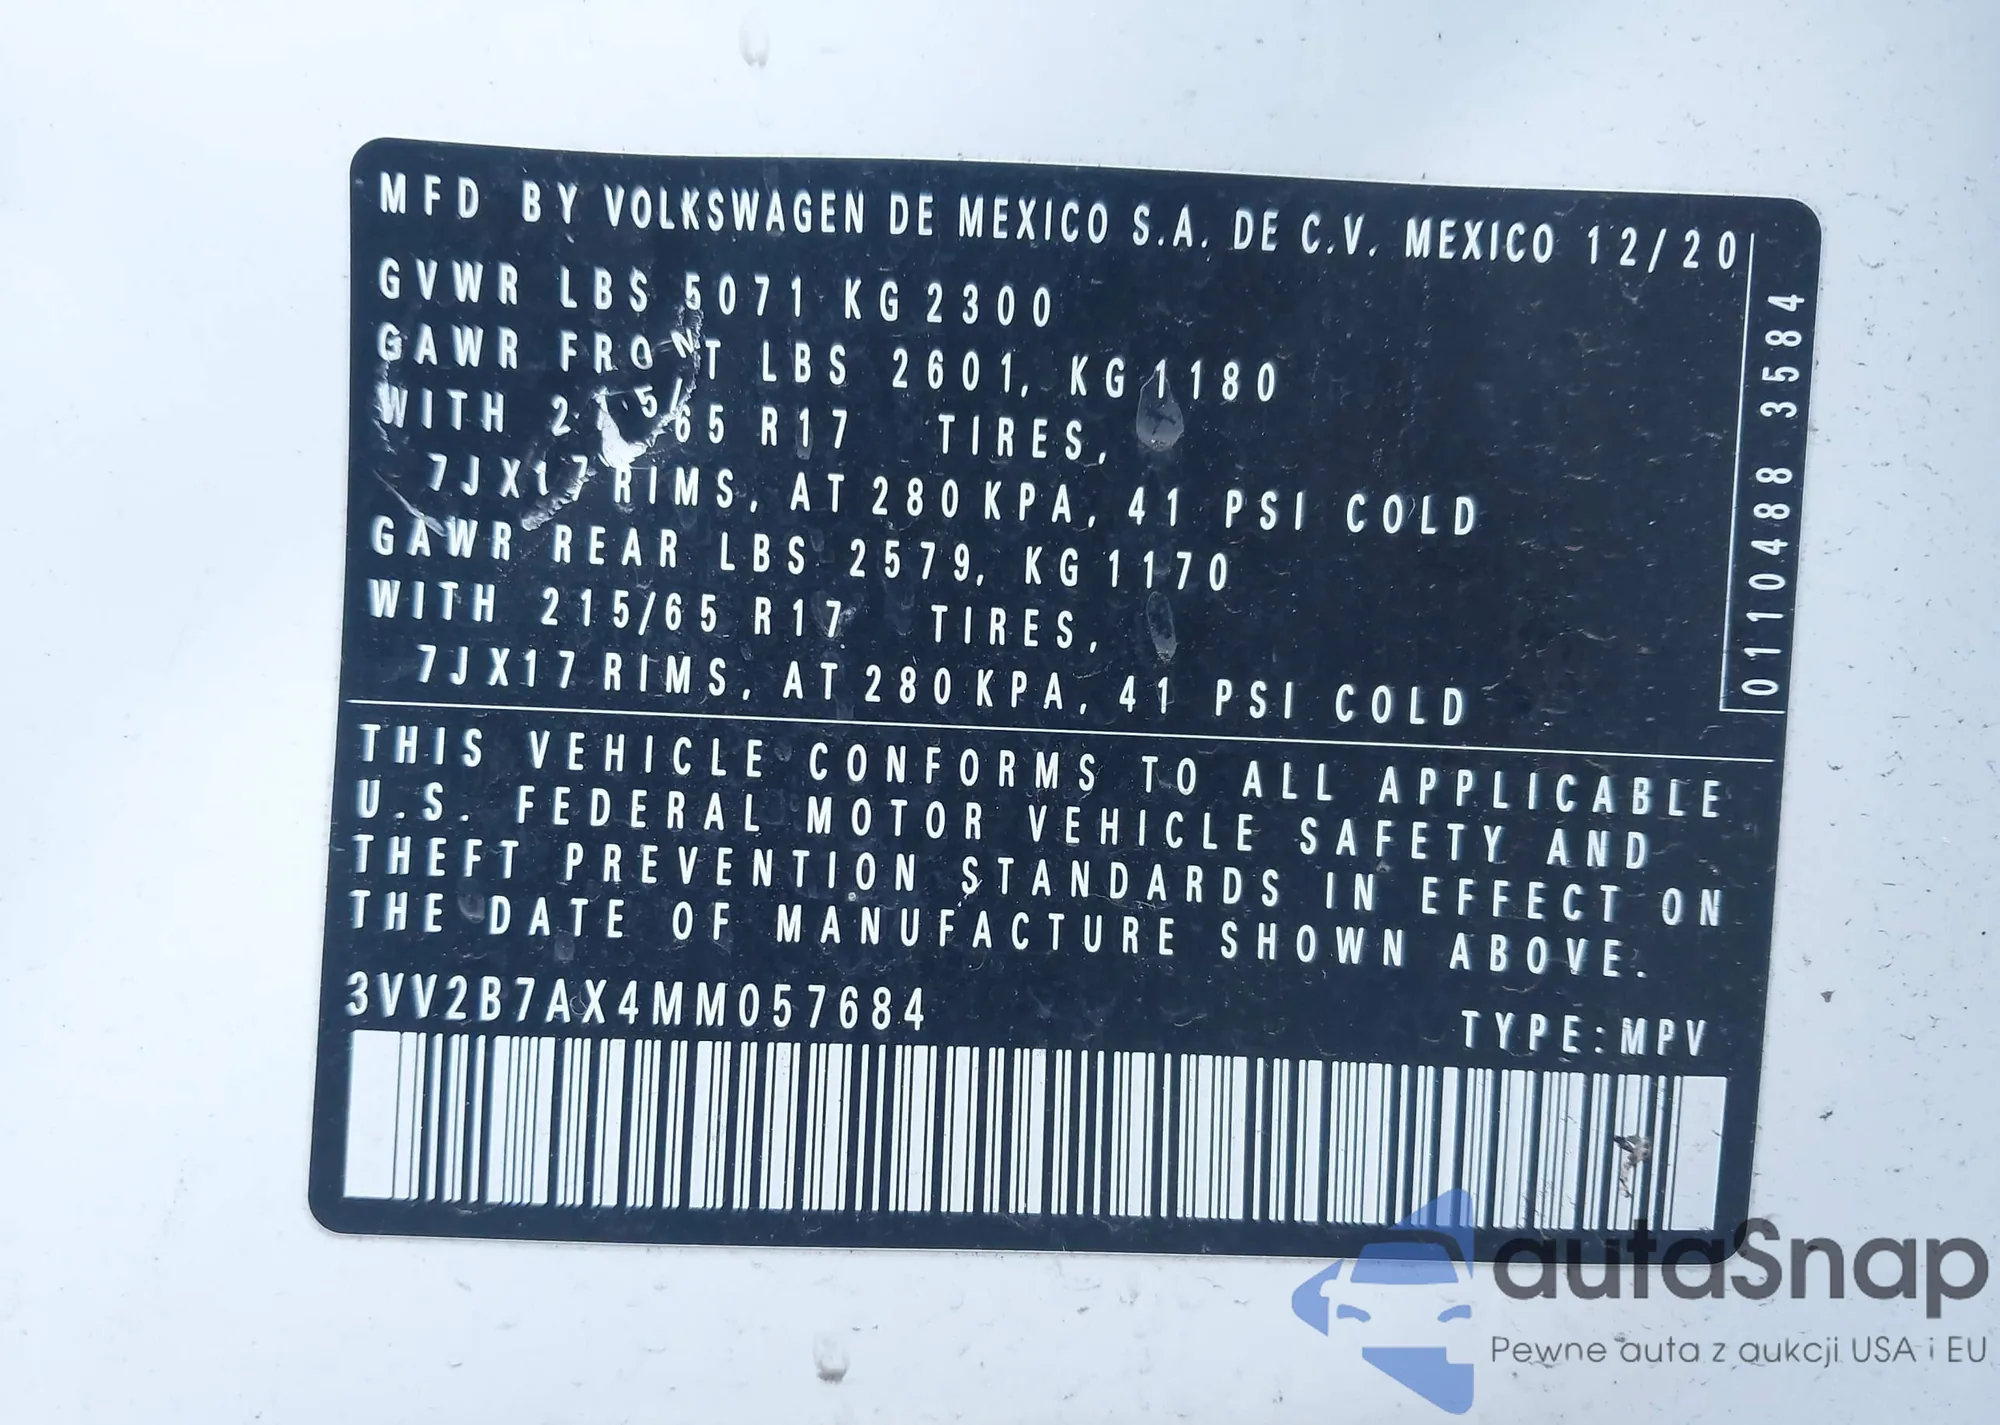 MFD BY VOLKSWAGEN DE MEXICO S.A. DE C.V. MEXICO 12/20
GVWR LBS 5071 KG 2300
GAWR FRONT LBS 2601, KG 1180
WITH 215/65 R17 TIRES,
7JX17 RIMS, AT 280 KPA, 41 PSI COLD
GAWR REAR LBS 2579, KG 1170
WITH 215/65 R17 TIRES,
7JX17 RIMS, AT 280 KPA, 41 PSI COLD
0110488 3584
THIS VEHICLE CONFORMS TO ALL APPLICABLE
U.S. FEDERAL MOTOR VEHICLE SAFETY AND
THEFT PREVENTION STANDARDS IN EFFECT ON
THE DATE OF MANUFACTURE SHOWN ABOVE.
3VV2B7AX4MM057684
TYPE:MPV
autaSnap
Pewne auta z aukcji USA i EU